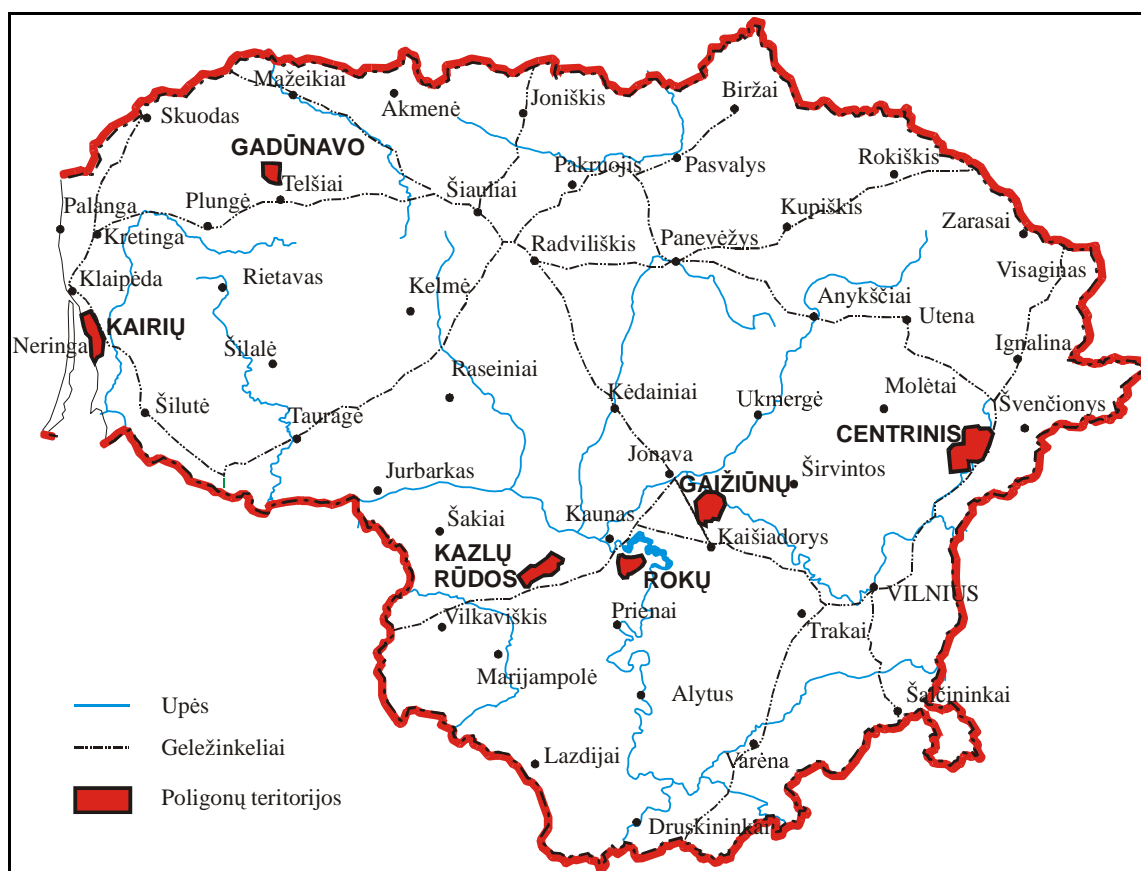 Mažeikiai
Akmenė
Joniškis
Biržai
Skuodas
GADŪNAVO
Telšiai
Pakruojis
Pasvalys
Rokiškis
Plungė
Šiauliai
Palanga
Kretinga
Radviliškis
Panevėžys
Kupiškis
Zarasai
Visaginas
Klaipėda
Rietavas
Kelmė
Anykščiai
Utena
KAIRIŲ
Neringa
Šilalė
Ignalina
Raseiniai
Molėtai
Šilutė
Tauragė
Kėdainiai
Ukmergė
Švenčionys
CENTRINIS
Jonava
Jurbarkas
GAIŽIŪNŲ
Širvintos
Šakiai
Kaunas
Kaišiadorys
KAZLŲ
RŪDOS
ROKŲ
VILNIUS
Vilkaviškis
Prienai
Trakai
Marijampolė
Alytus
Šalčininkai
Upės
Geležinkeliai
Lazdijai
Varėna
Poligonų teritorijos
Druskininkai